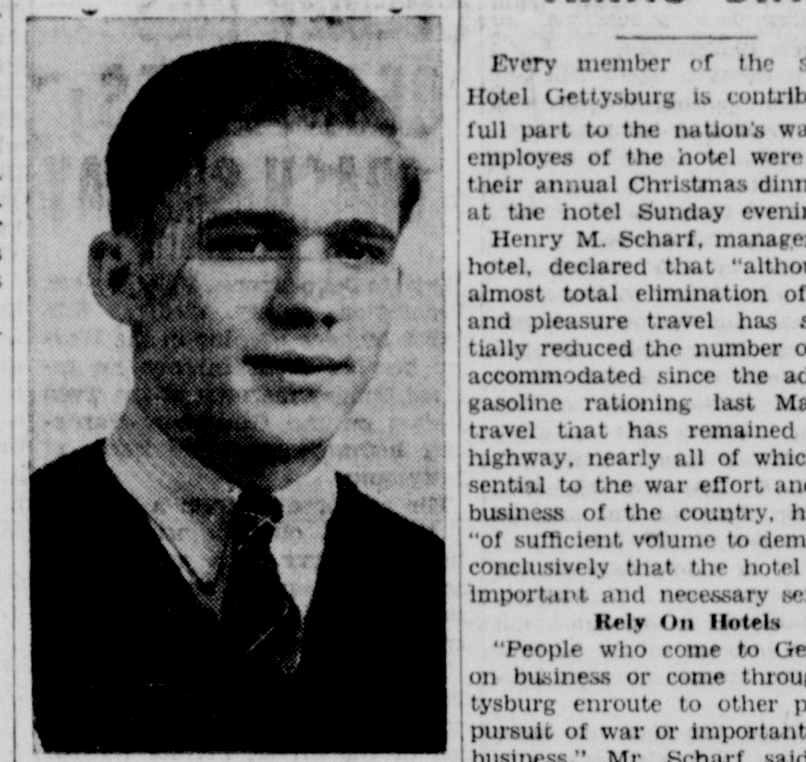 Every member of the s
Hotel Gettysburg is contrib
full part to the nation's wa
employes of the hotel were
their annual Christmas dinn
at the hotel Sunday evenin
Henry M. Scharf, manage
hotel, declared that "althou
almost total elimination of
and pleasure travel has s
tially reduced the number o
accommodated since the ad
gasoline rationing last Ma
travel that has remained
highway, nearly all of whic
sential to the war effort and
business of the country, h
"of sufficient volume to dem
conclusively that the hotel
important and necessary se
Rely On Hotels
"People who come to Ge
on business or come throug
tysburg enroute to other p
pursuit of war or important
business," Mr. Scharf said